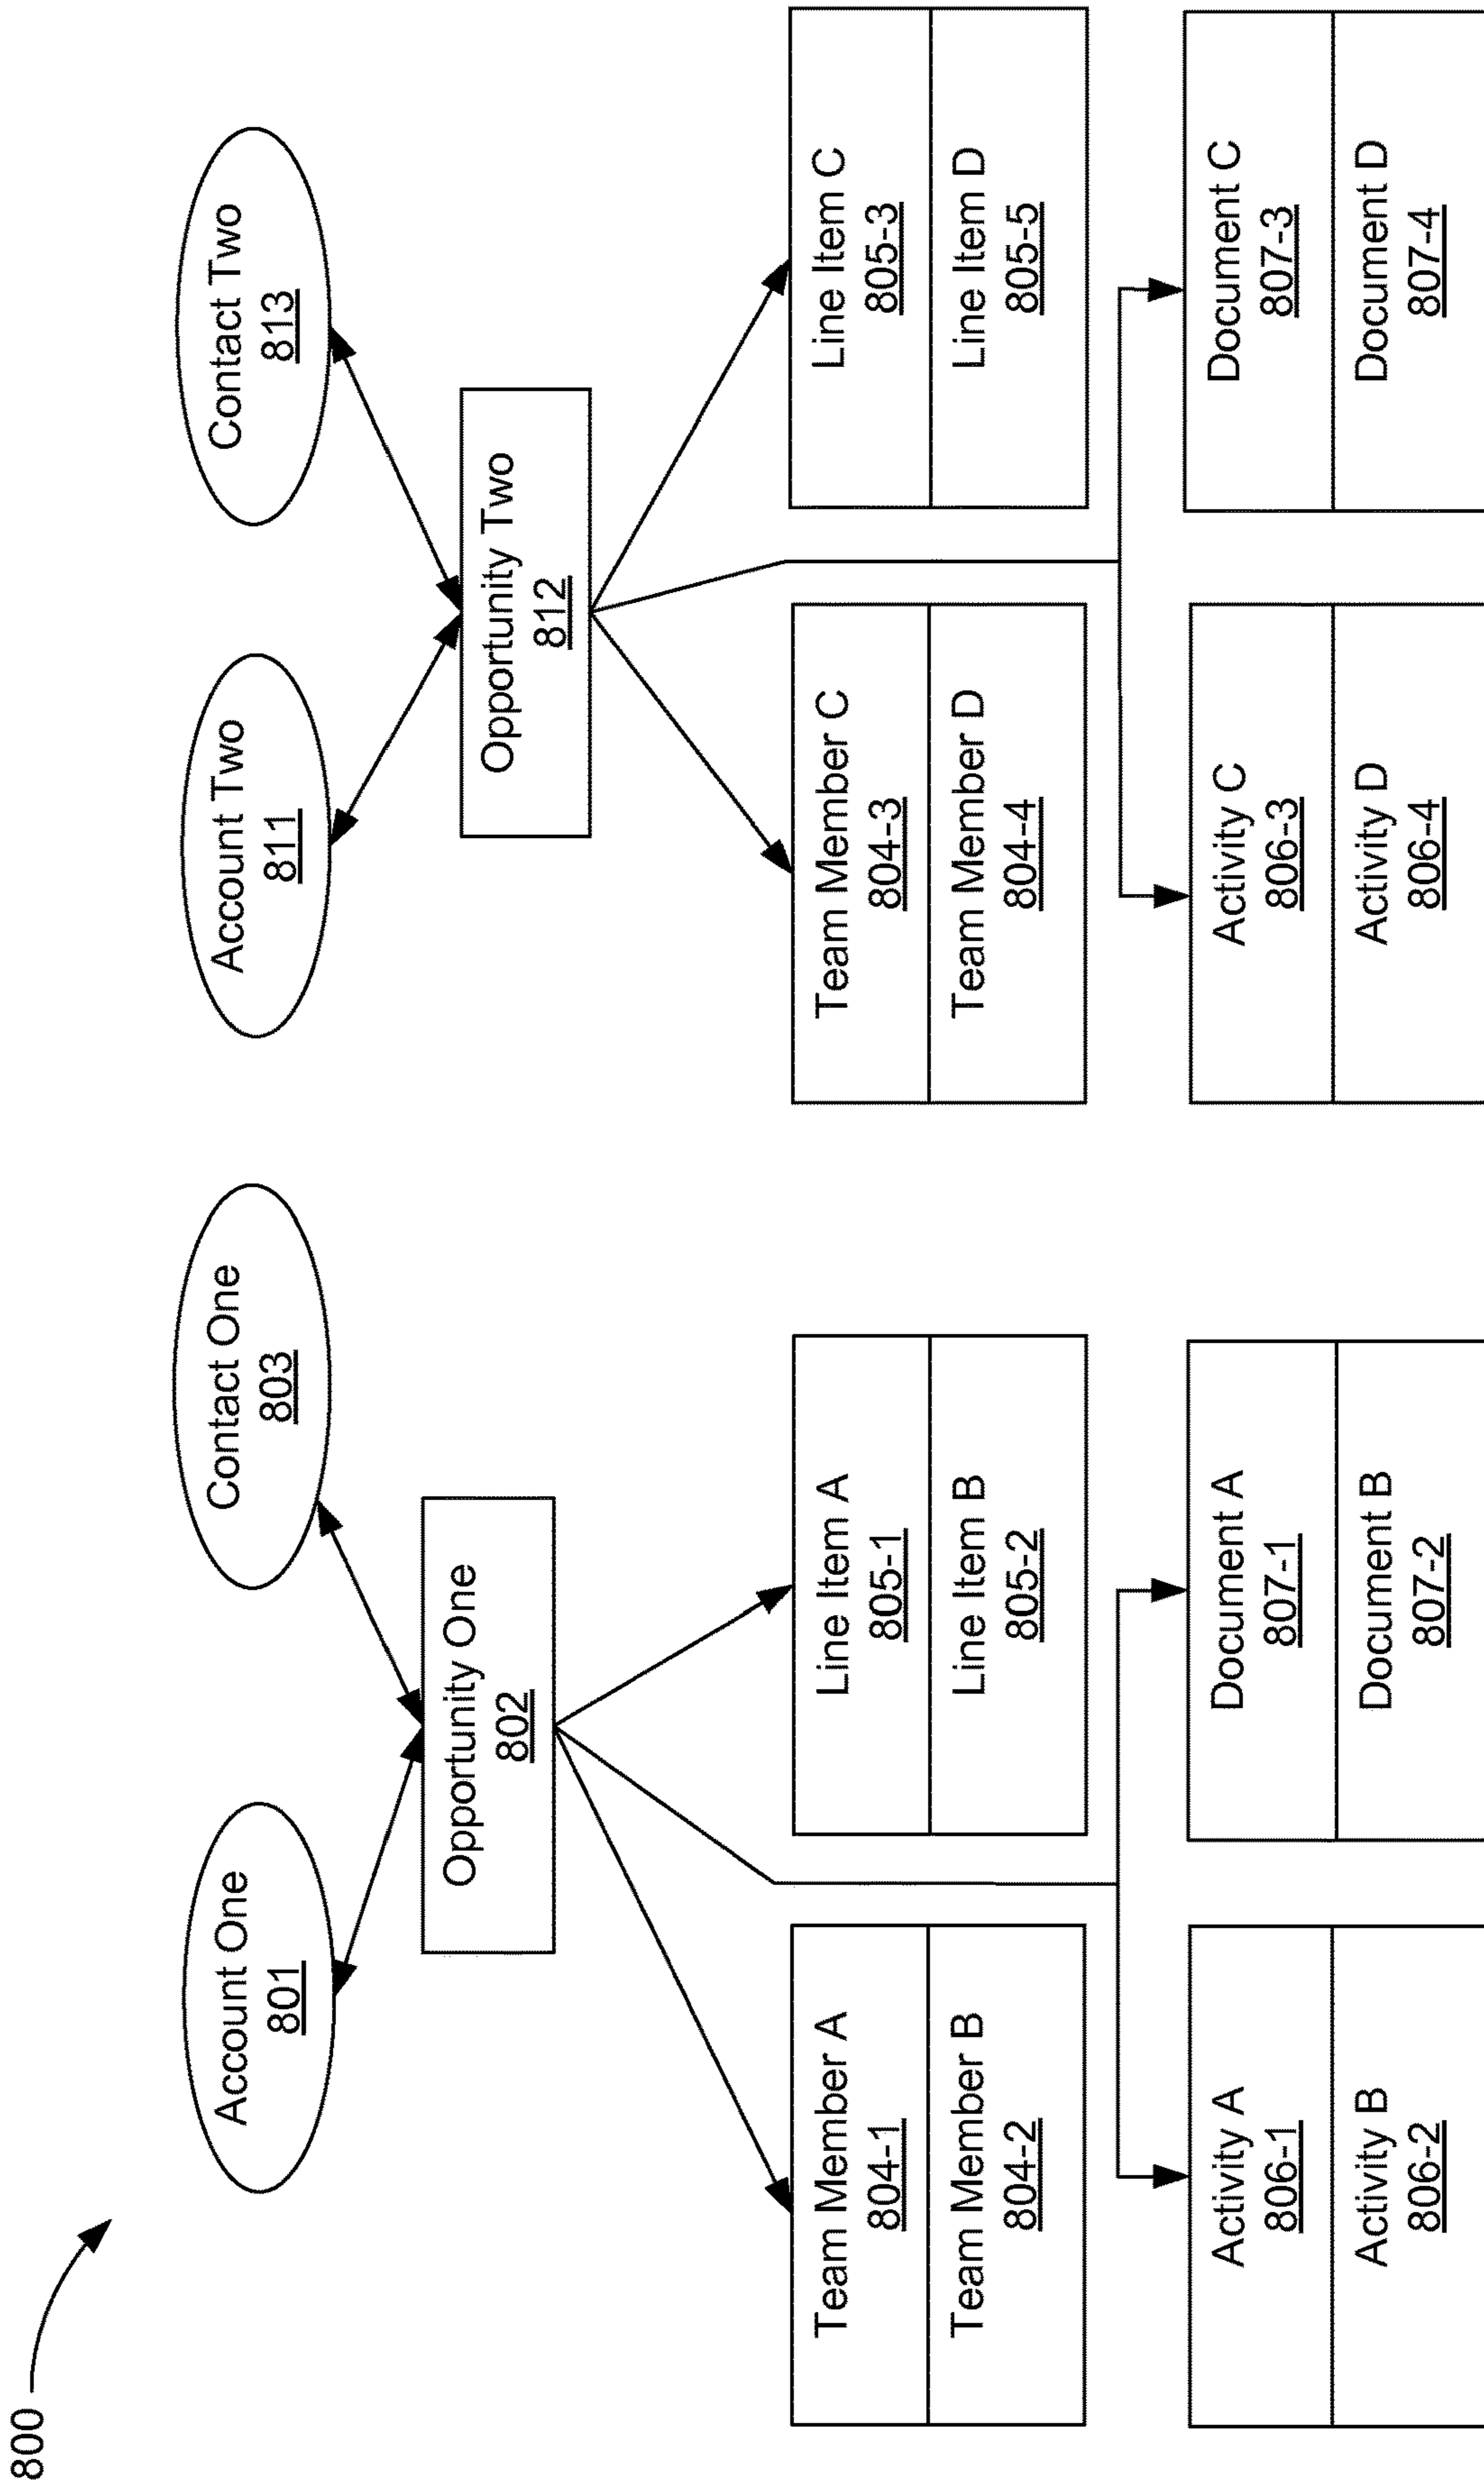 800
Account One
801
Contact One
803
Account Two
811
Contact Two
813
Opportunity One
802
Opportunity Two
812
Team Member A
804-1
Team Member B
804-2
Line Item A
805-1
Line Item B
805-2
Team Member C
804-3
Team Member D
804-4
Line Item C
805-3
Line Item D
805-5
Activity A
806-1
Activity B
806-2
Document A
807-1
Document B
807-2
Activity C
806-3
Activity D
806-4
Document C
807-3
Document D
807-4